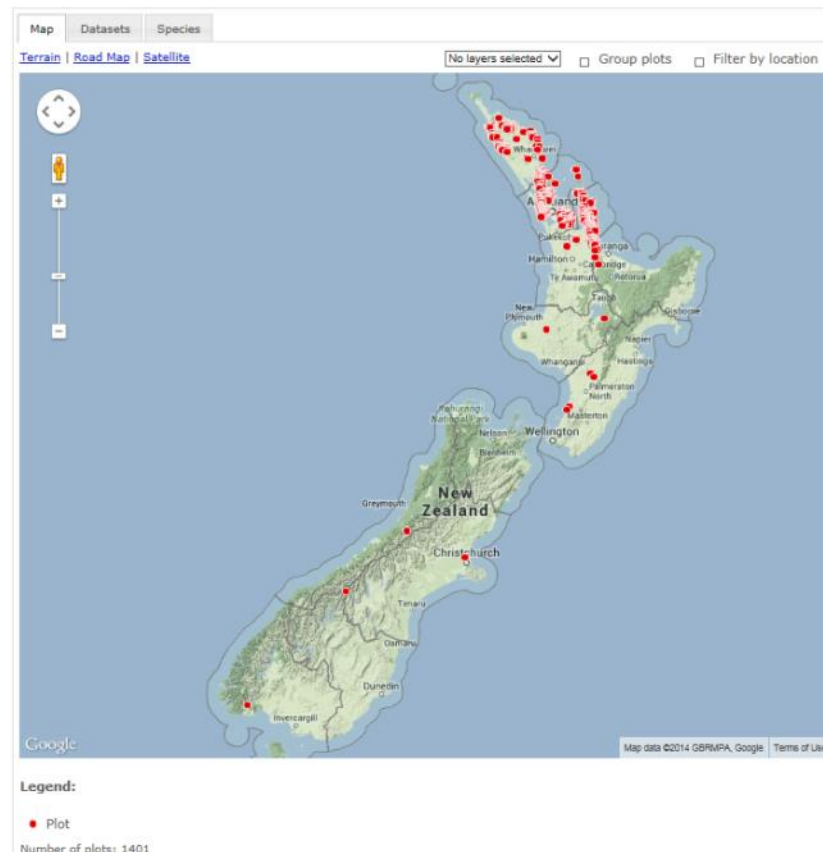 Map Datasets Species
Terrain | Road Map | Satellite No layers selected Group plots Filter by location
Whangarei
Auckland
Pukekohe
Tauranga
Hamilton
Cambridge
Te Awamutu
Rotorua
Taupo
New
Plymouth
Gisborne
Napier
Whanganui
Hastings
Palmerston
North
Masterton
Kahurangi
National Park
Nelson
Wellington
Blenheim
New
Zealand
Greymouth
Christchurch
Timaru
Oamaru
Dunedin
Invercargill
Google Map data ©2014 GBRMPA, Google Terms of Use
Legend:
Plot
Number of plots: 1401